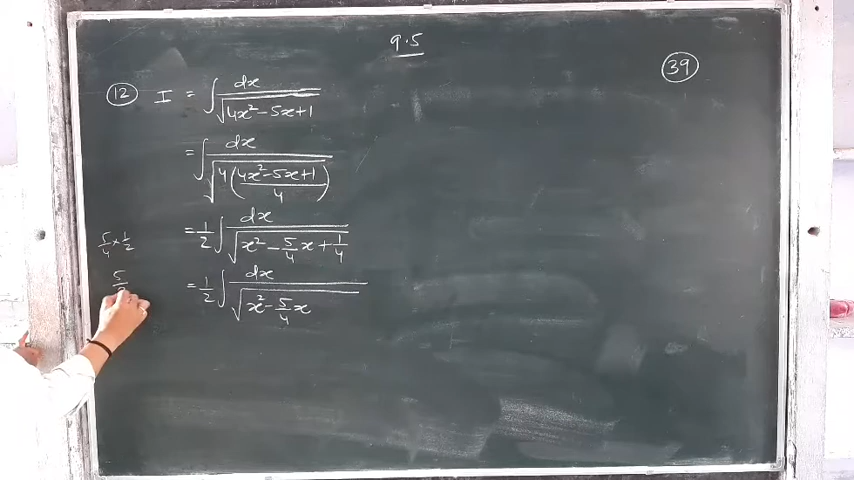 9.5
39
12 I = ∫ dx / √(4x² - 5x + 1)
= ∫ dx / √(4((4x² - 5x + 1) / 4))
= 1/2 ∫ dx / √(x² - 5/4 x + 1/4)
5/4 × 1/2
= 1/2 ∫ dx / √(x² - 5/4 x
5